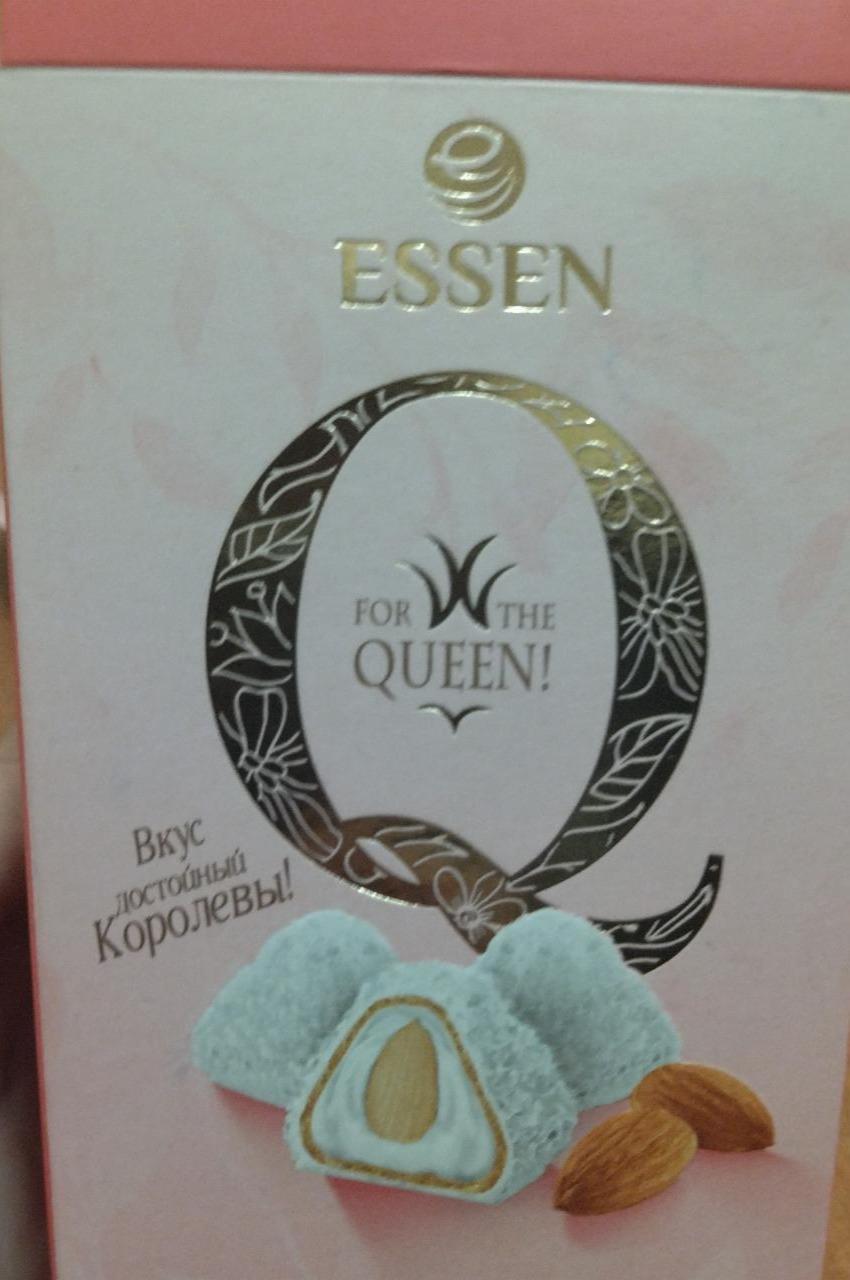 ESSEN
Q
FOR THE
QUEEN!
Вкус
достойный
Королевы!